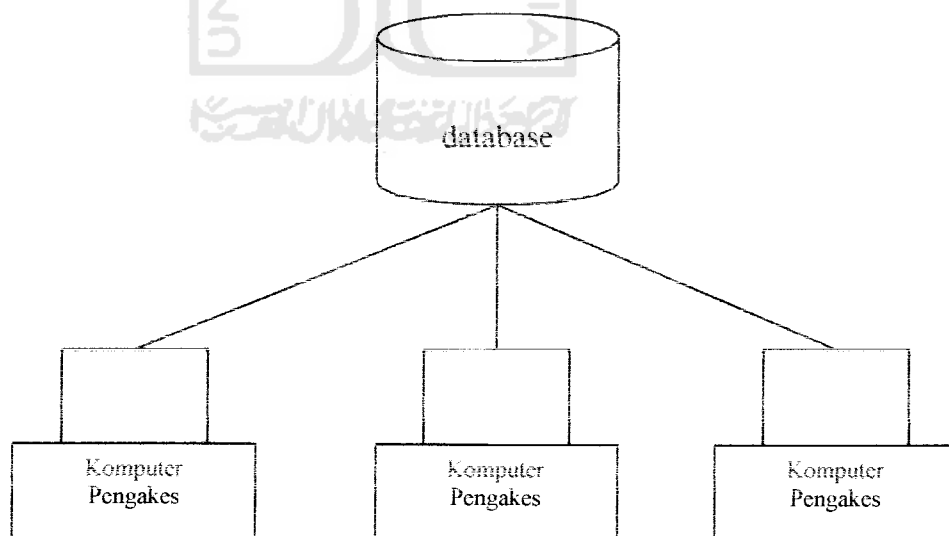 database
Komputer
Pengakes
Komputer
Pengakes
Komputer
Pengakes